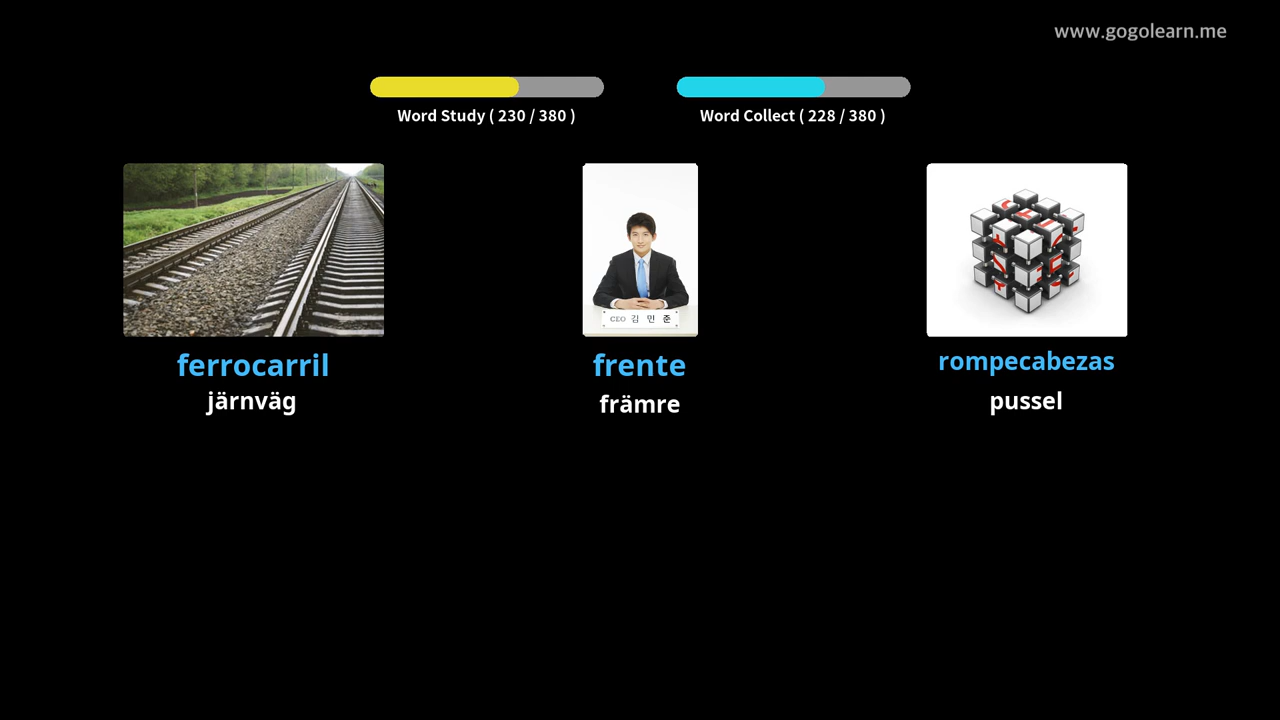 www.gogolearn.me
Word Study ( 230 / 380 )
Word Collect ( 228 / 380 )
CEO 김 민 준
ferrocarril
järnväg
frente
främre
rompecabezas
pussel